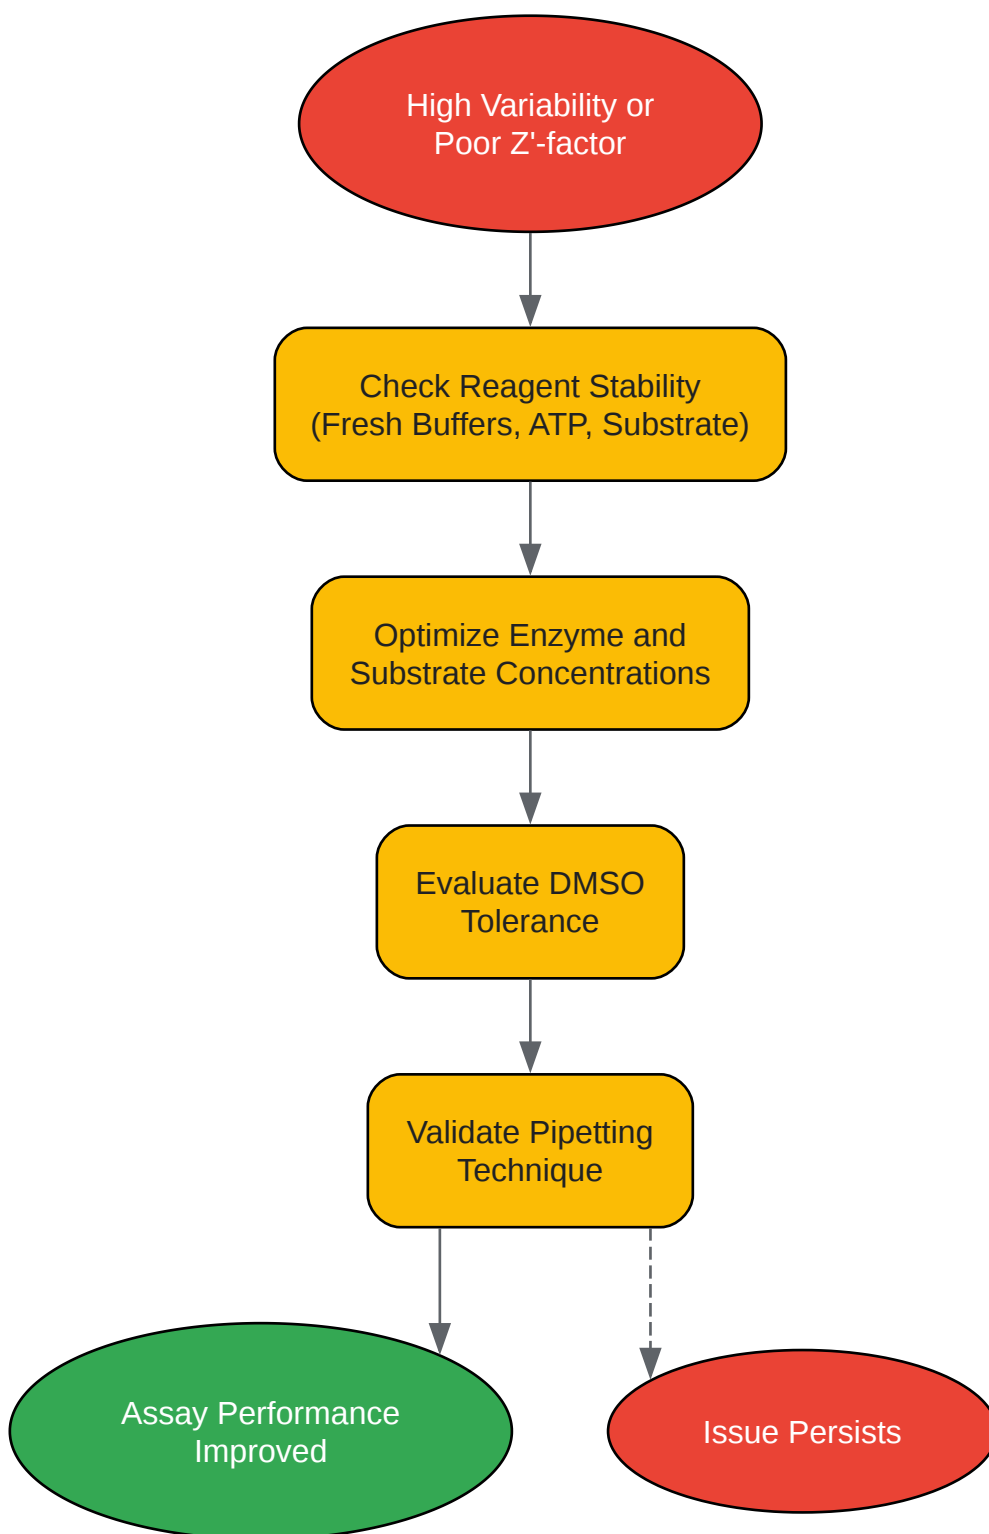 High Variability or
Poor Z'-factor
Check Reagent Stability
(Fresh Buffers, ATP, Substrate)
Optimize Enzyme and
Substrate Concentrations
Evaluate DMSO
Tolerance
Validate Pipetting
Technique
Assay Performance
Improved
Issue Persists